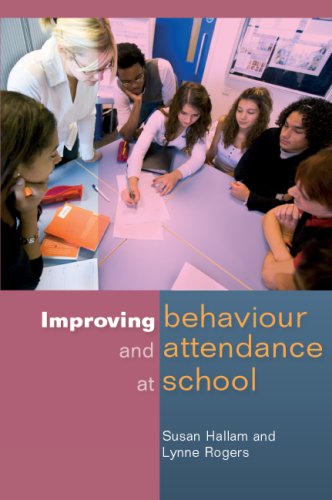 Improving behaviour
and attendance
at school
Susan Hallam and
Lynne Rogers